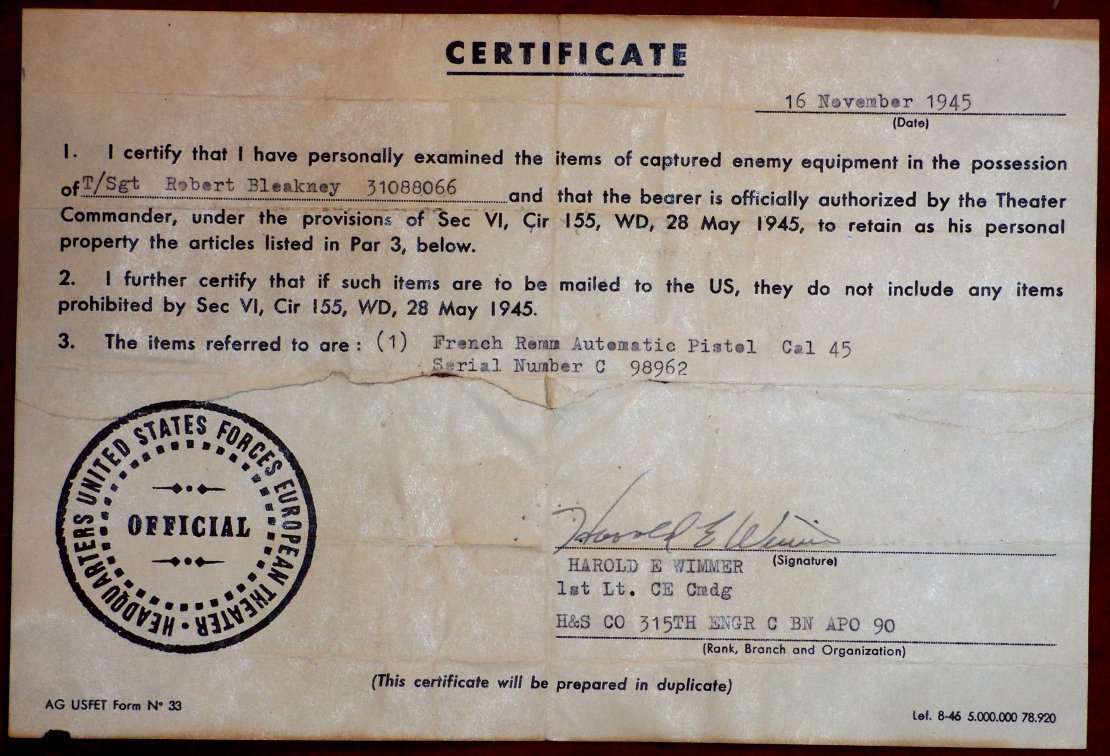 CERTIFICATE
16 November 1945
(Date)
1. I certify that I have personally examined the items of captured enemy equipment in the possession
of T/Sgt Robert Bleakney 31088066 and that the bearer is officially authorized by the Theater
Commander, under the provisions of Sec VI, Cir 155, WD, 28 May 1945, to retain as his personal
property the articles listed in Par 3, below.
2. I further certify that if such items are to be mailed to the US, they do not include any items
prohibited by Sec VI, Cir 155, WD, 28 May 1945.
3. The items referred to are : (1) French Remm Automatic Pistol Cal 45
Serial Number C 98962
HEADQUARTERS UNITED STATES FORCES EUROPEAN THEATER •
OFFICIAL
Harold E Wimmer
(Signature)
HAROLD E WIMMER
1st Lt. CE Cmdg
H&S CO 315TH ENGR C BN APO 90
(Rank, Branch and Organization)
(This certificate will be prepared in duplicate)
AG USFET Form N° 33
Lef. 8-45 5.000.000 78.920